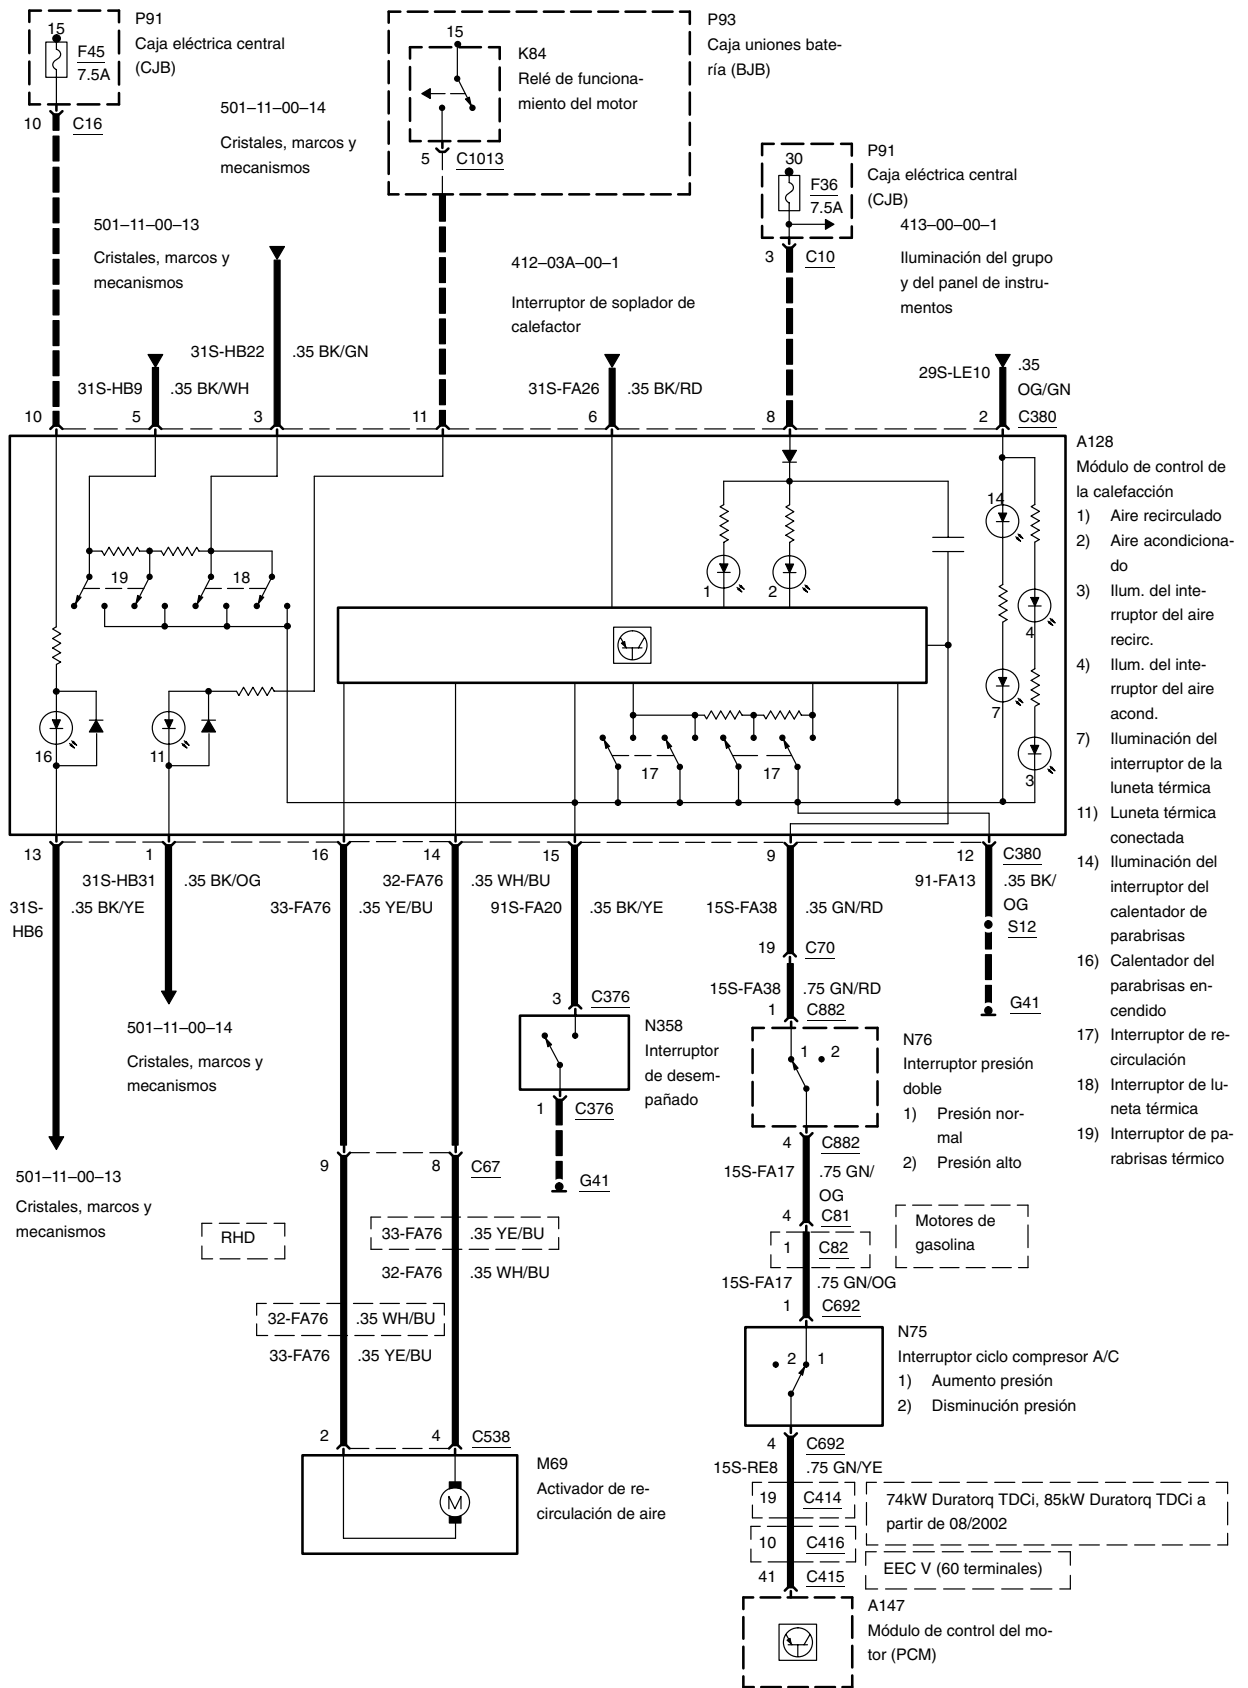 15
F45
7.5A
P91
Caja eléctrica central
(CJB)
10
C16
501–11–00–14
Cristales, marcos y
mecanismos
15
K84
Relé de funciona-
miento del motor
5
C1013
P93
Caja uniones bate-
ría (BJB)
30
F36
7.5A
P91
Caja eléctrica central
(CJB)
3
C10
413–00–00–1
Iluminación del grupo
y del panel de instru-
mentos
501–11–00–13
Cristales, marcos y
mecanismos
412–03A–00–1
Interruptor de soplador de
calefactor
31S-HB22
.35 BK/GN
31S-HB9
.35 BK/WH
31S-FA26
.35 BK/RD
29S-LE10
.35
OG/GN
10
5
3
11
6
8
2
C380
A128
Módulo de control de
la calefacción
1) Aire recirculado
2) Aire acondiciona-
do
3) Ilum. del inte-
rruptor del aire
recirc.
4) Ilum. del inte-
rruptor del aire
acond.
7) Iluminación del
interruptor de la
luneta térmica
11) Luneta térmica
conectada
14) Iluminación del
interruptor del
calentador de
parabrisas
16) Calentador del
parabrisas en-
cendido
17) Interruptor de re-
circulación
18) Interruptor de lu-
neta térmica
19) Interruptor de pa-
rabrisas térmico
14
19
18
1
2
4
7
16
11
17
17
3
13
1
16
14
15
9
12
C380
31S-HB31
.35 BK/OG
32-FA76
.35 WH/BU
91-FA13
.35 BK/
OG
31S-
HB6
.35 BK/YE
33-FA76
.35 YE/BU
91S-FA20
.35 BK/YE
15S-FA38
.35 GN/RD
S12
19
C70
15S-FA38
.75 GN/RD
3
C376
1
C882
G41
501–11–00–14
Cristales, marcos y
mecanismos
N358
Interruptor
de desem-
pañado
1
C376
G41
1
2
N76
Interruptor presión
doble
1) Presión nor-
mal
2) Presión alto
4
C882
501–11–00–13
Cristales, marcos y
mecanismos
9
8
C67
15S-FA17
.75 GN/
OG
4
C81
RHD
33-FA76
.35 YE/BU
1
C82
Motores de
gasolina
32-FA76
.35 WH/BU
15S-FA17
.75 GN/OG
32-FA76
.35 WH/BU
1
C692
33-FA76
.35 YE/BU
2
1
N75
Interruptor ciclo compresor A/C
1) Aumento presión
2) Disminución presión
2
4
C538
4
C692
M69
Activador de re-
circulación de aire
M
15S-RE8
.75 GN/YE
19
C414
74kW Duratorq TDCi, 85kW Duratorq TDCi a
partir de 08/2002
10
C416
EEC V (60 terminales)
41
C415
A147
Módulo de control del mo-
tor (PCM)